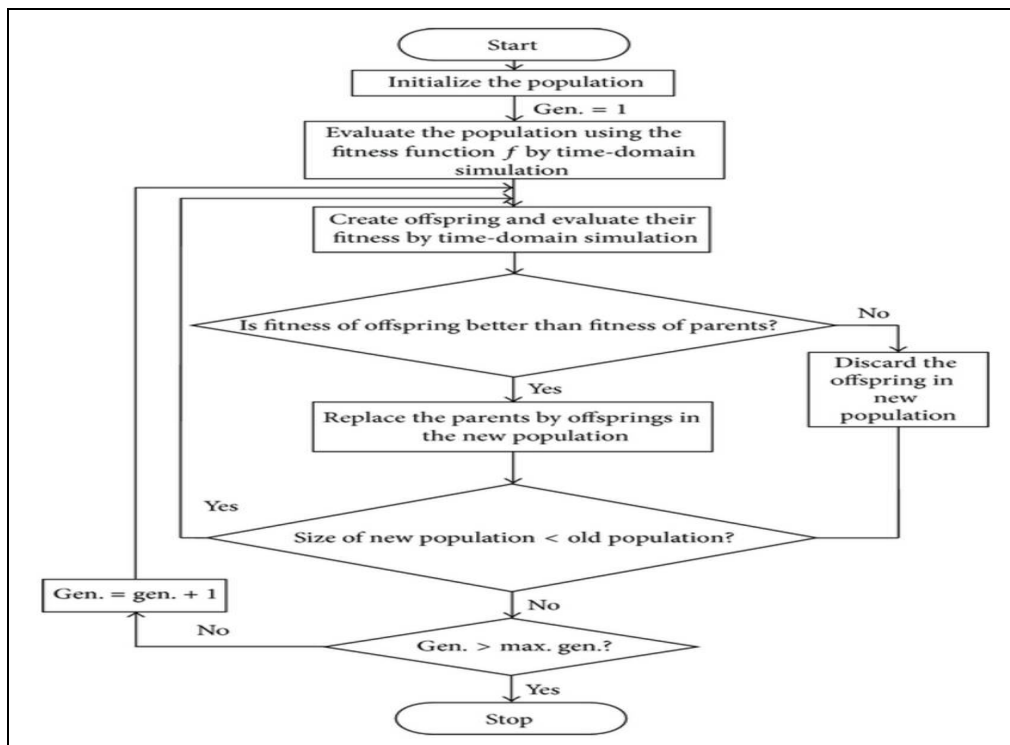 Start
Initialize the population
Gen. = 1
Evaluate the population using the
fitness function f by time-domain
simulation
Create offspring and evaluate their
fitness by time-domain simulation
Is fitness of offspring better than fitness of parents?
No
Discard the
offspring in
new
population
Yes
Replace the parents by offsprings in
the new population
Yes
Size of new population < old population?
Gen. = gen. + 1
No
No
Gen. > max. gen.?
Yes
Stop